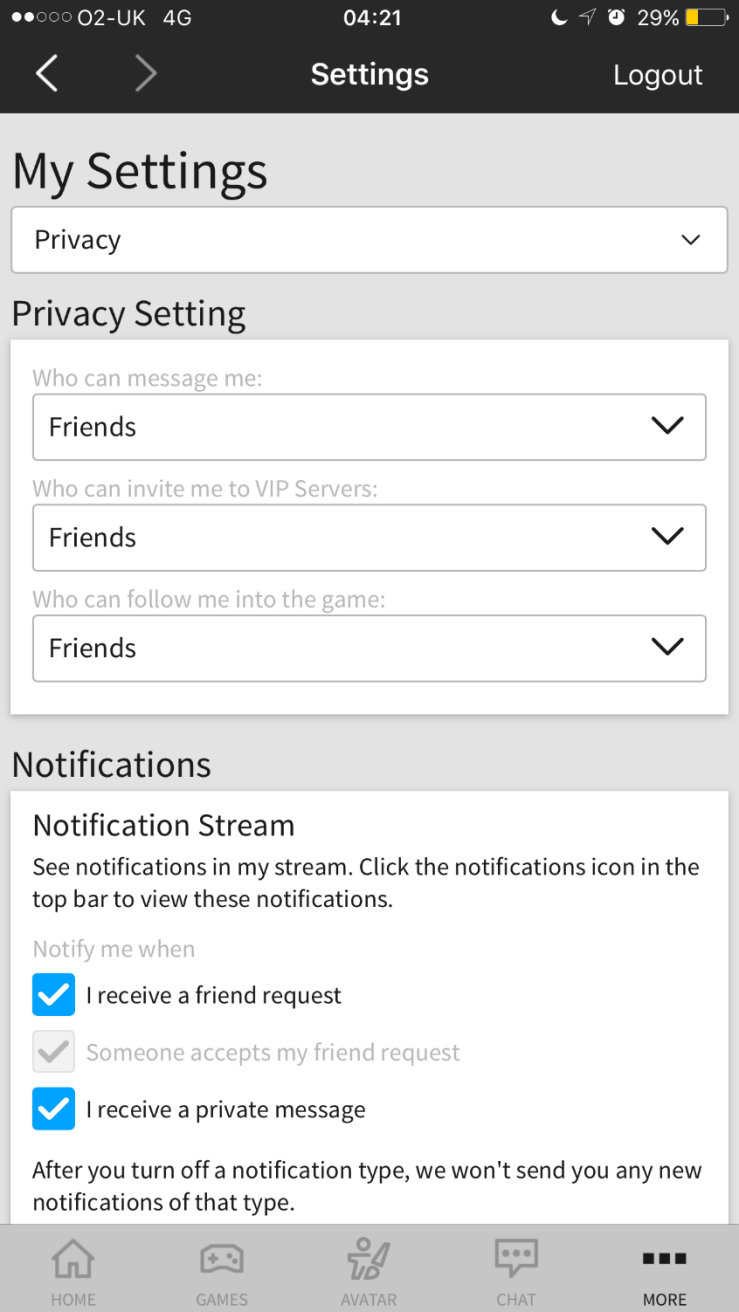 O2-UK 4G 04:21 29%
Settings Logout
My Settings
Privacy
Privacy Setting
Who can message me:
Friends
Who can invite me to VIP Servers:
Friends
Who can follow me into the game:
Friends
Notifications
Notification Stream
See notifications in my stream. Click the notifications icon in the
top bar to view these notifications.
Notify me when
I receive a friend request
Someone accepts my friend request
I receive a private message
After you turn off a notification type, we won't send you any new
notifications of that type.
HOME GAMES AVATAR CHAT MORE